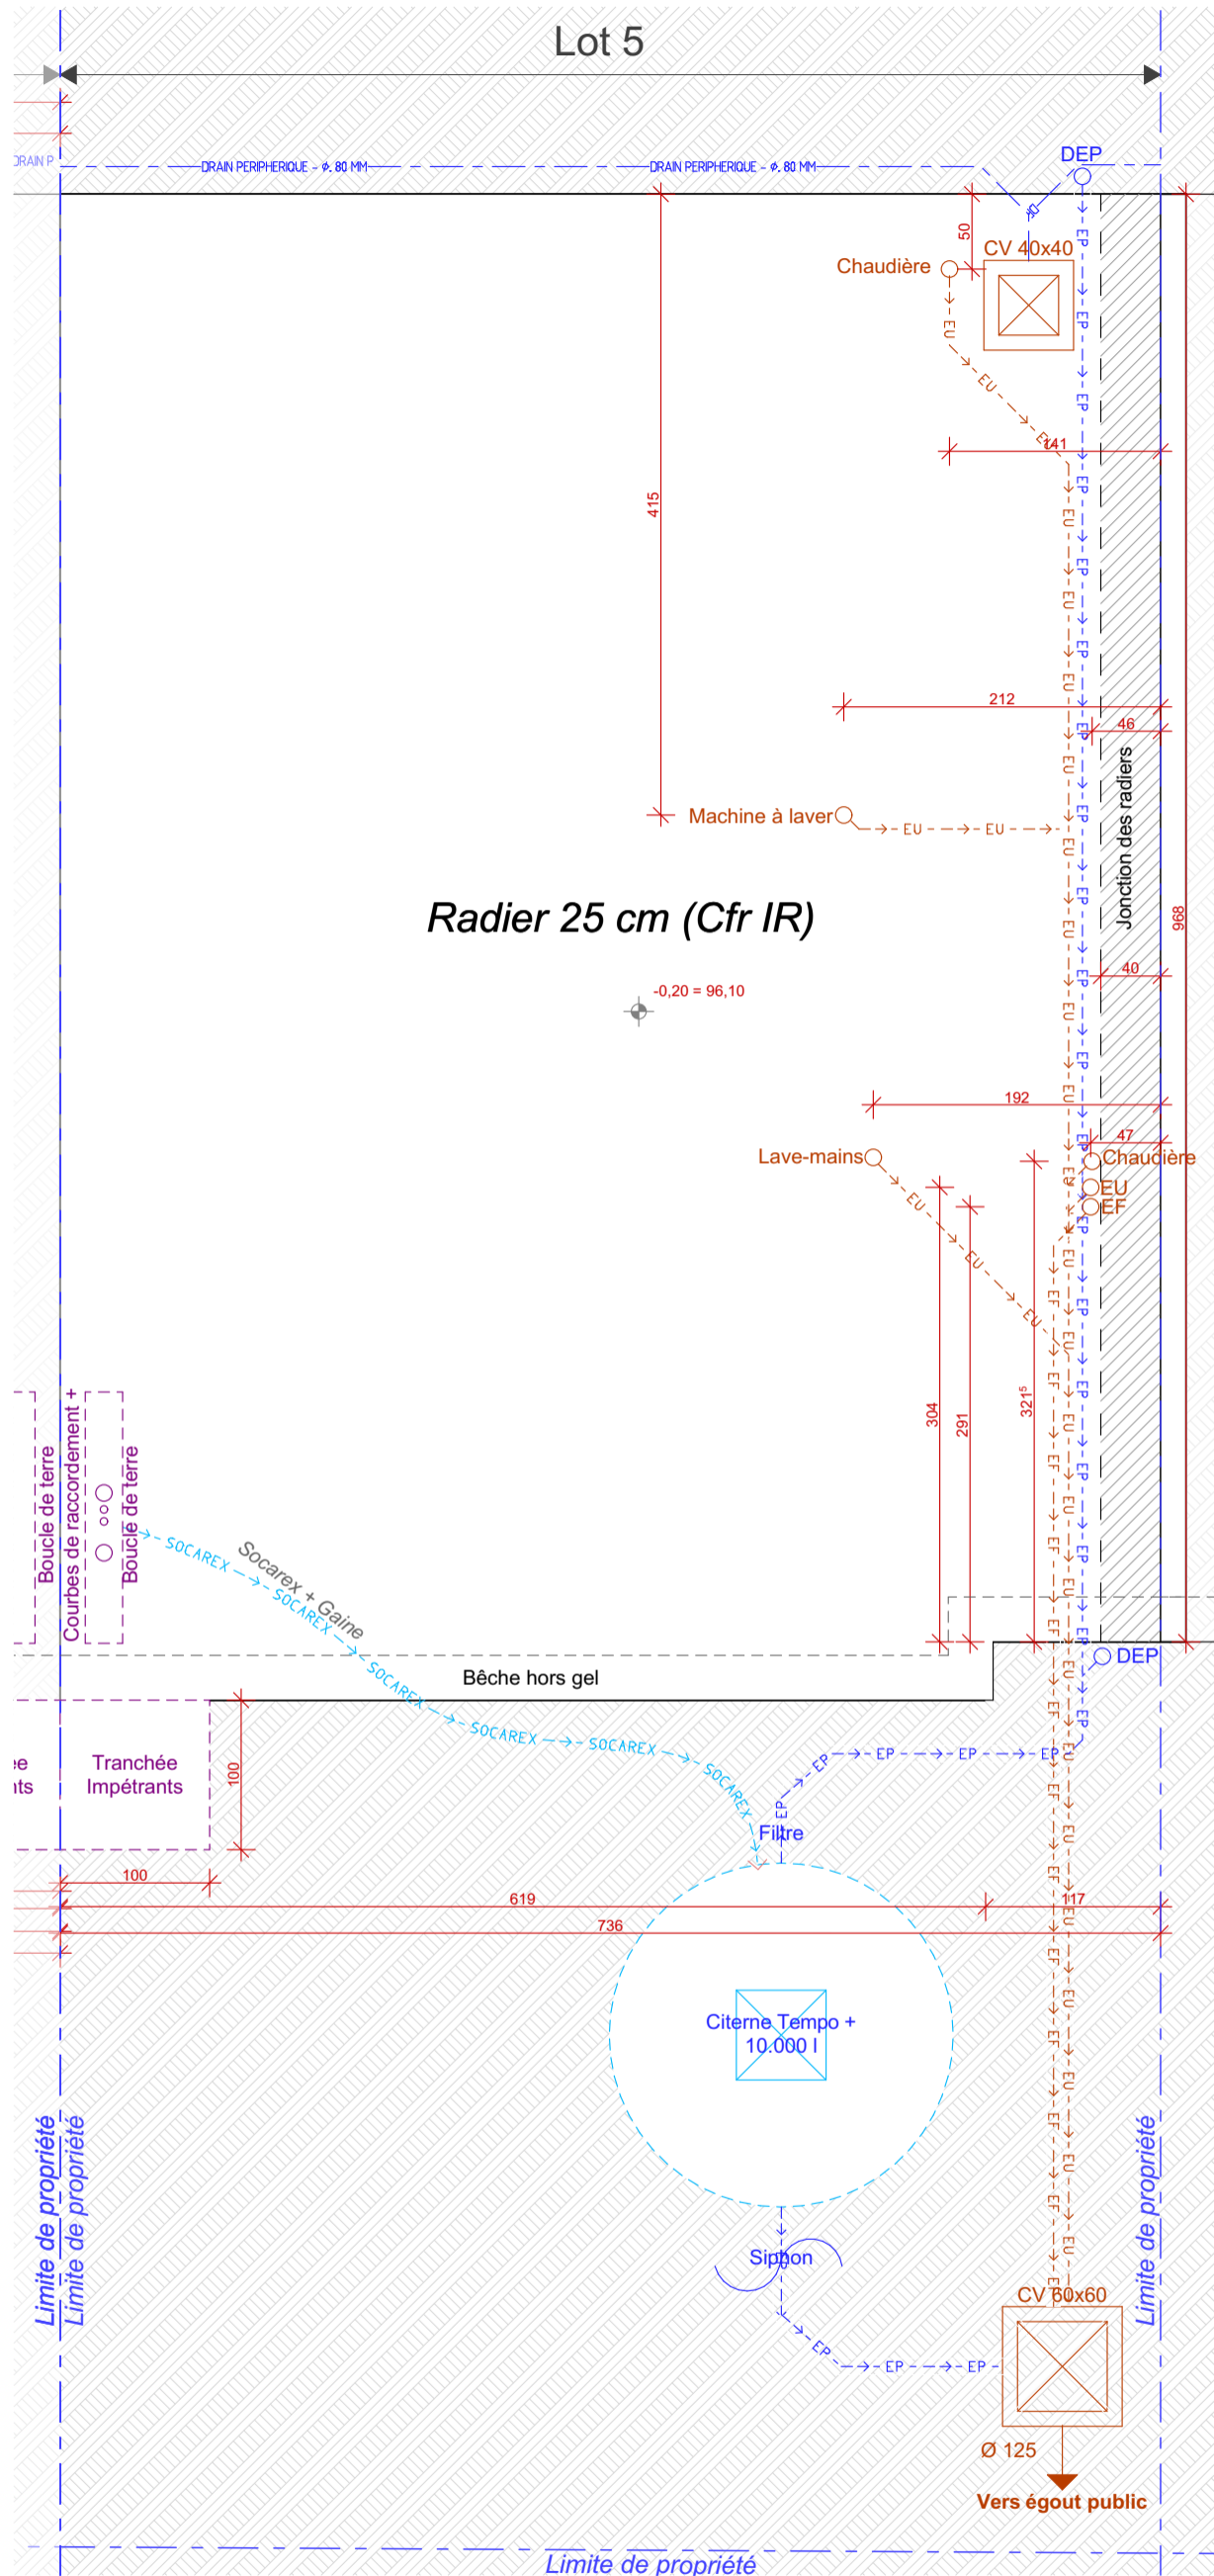 Lot 5
DRAIN P
DRAIN PERIPHERIQUE - Ø. 80 MM
DRAIN PERIPHERIQUE - Ø. 80 MM
DEP
EP
50
CV 40x40
Chaudière
EU
EU
EU
141
415
212
46
Machine à laver
EU
EU
Jonction des radiers
Radier 25 cm (Cfr IR)
968
40
-0,20 = 96,10
192
47
Lave-mains
Chaudière
EU
EF
EU
EU
EU
304
291
321⁵
Boucle de terre
Courbes de raccordement +
Boucle de terre
SOCAREX
Socarex + Gaine
SOCAREX
SOCAREX
SOCAREX
SOCAREX
SOCAREX
SOCAREX
SOCAREX
Bêche hors gel
DEP
Tranchée
Impétrants
100
EP
EP
EP
EP
EP
Filtre
100
619
117
736
Citerne Tempo +
10.000 l
Limite de propriété
Limite de propriété
Limite de propriété
Siphon
CV 60x60
EP
EP
EP
Ø 125
Vers égout public
Limite de propriété